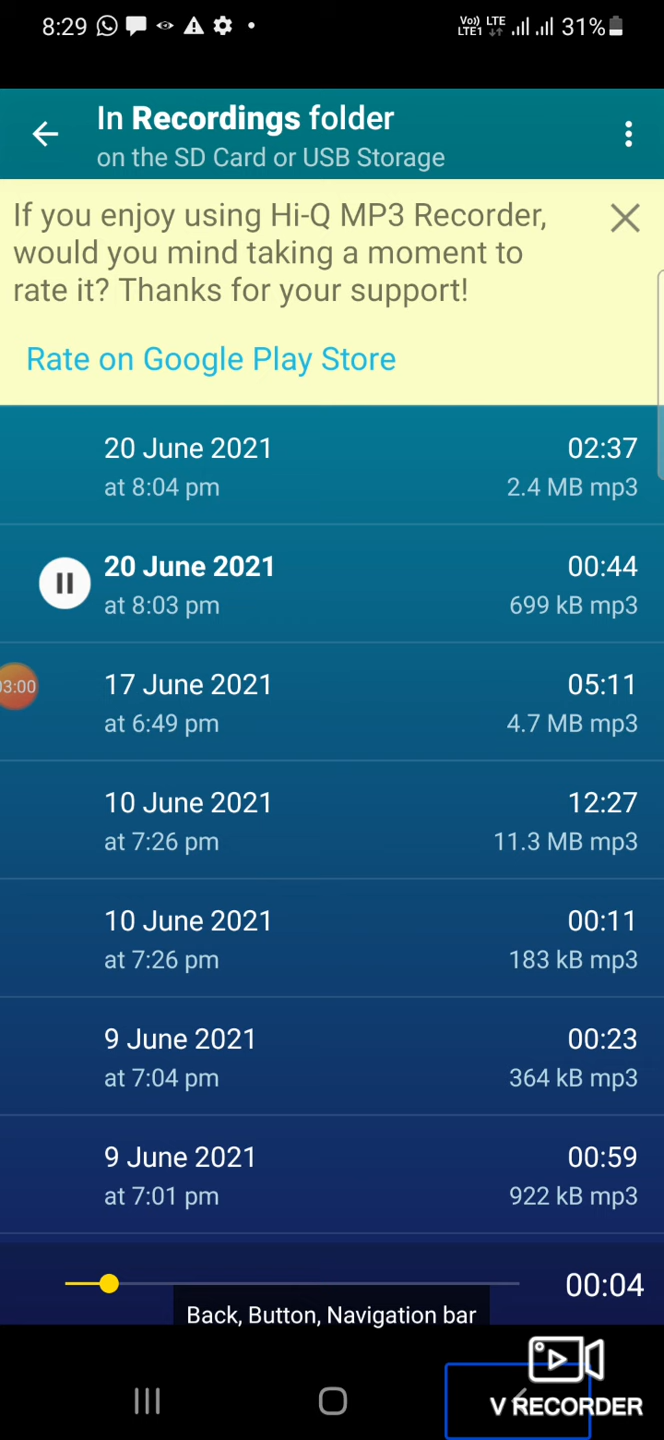 8:29 Vo)) LTE 31%
LTE1
In Recordings folder
on the SD Card or USB Storage
If you enjoy using Hi-Q MP3 Recorder,
would you mind taking a moment to
rate it? Thanks for your support!
Rate on Google Play Store
20 June 2021 02:37
at 8:04 pm 2.4 MB mp3
20 June 2021 00:44
at 8:03 pm 699 kB mp3
03:00
17 June 2021 05:11
at 6:49 pm 4.7 MB mp3
10 June 2021 12:27
at 7:26 pm 11.3 MB mp3
10 June 2021 00:11
at 7:26 pm 183 kB mp3
9 June 2021 00:23
at 7:04 pm 364 kB mp3
9 June 2021 00:59
at 7:01 pm 922 kB mp3
00:04
Back, Button, Navigation bar
V RECORDER